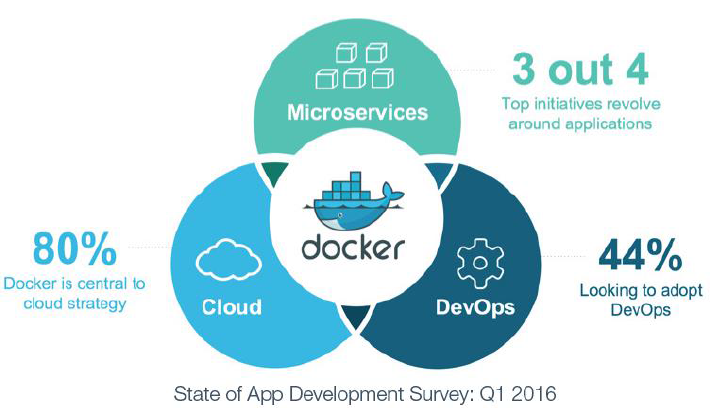 Microservices
3 out 4
Top initiatives revolve
around applications
docker
80%
Docker is central to
cloud strategy
Cloud
DevOps
44%
Looking to adopt
DevOps
State of App Development Survey: Q1 2016